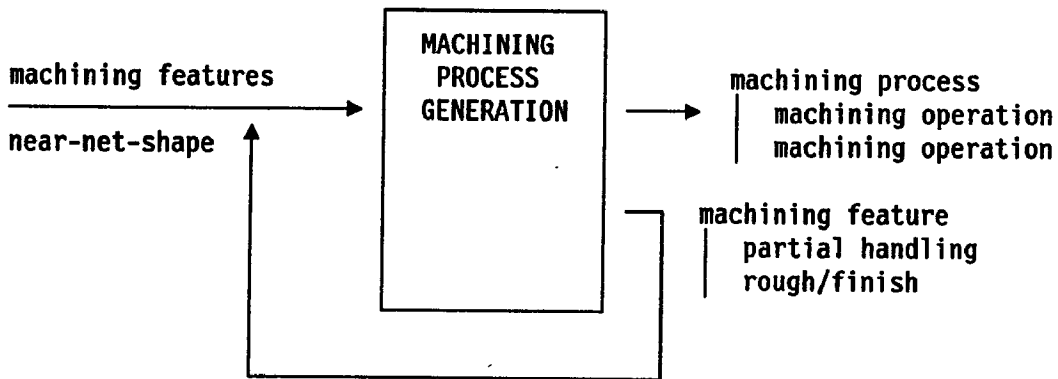 machining features
near-net-shape
MACHINING
PROCESS
GENERATION
machining process
machining operation
machining operation
machining feature
partial handling
rough/finish